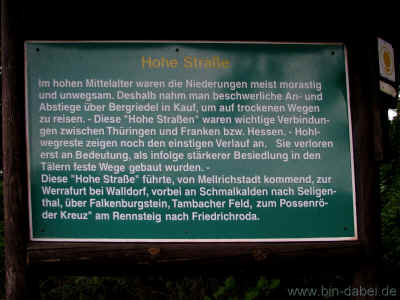 Hohe Straße
Im hohen Mittelalter waren die Niederungen meist morastig
und unwegsam. Deshalb nahm man beschwerliche An- und
Abstiege über Bergriedel in Kauf, um auf trockenen Wegen
zu reisen. - Diese "Hohe Straßen" waren wichtige Verbindun-
gen zwischen Thüringen und Franken bzw. Hessen. - Hohl-
wegreste zeigen noch den einstigen Verlauf an. Sie verloren
erst an Bedeutung, als infolge stärkerer Besiedlung in den
Tälern feste Wege gebaut wurden. -
Diese "Hohe Straße" führte, von Mellrichstadt kommend, zur
Werrafurt bei Walldorf, vorbei an Schmalkalden nach Seligen-
thal, über Falkenburgstein, Tambacher Feld, zum Possenrö-
der Kreuz" am Rennsteig nach Friedrichroda.
www.bin-dabei.de